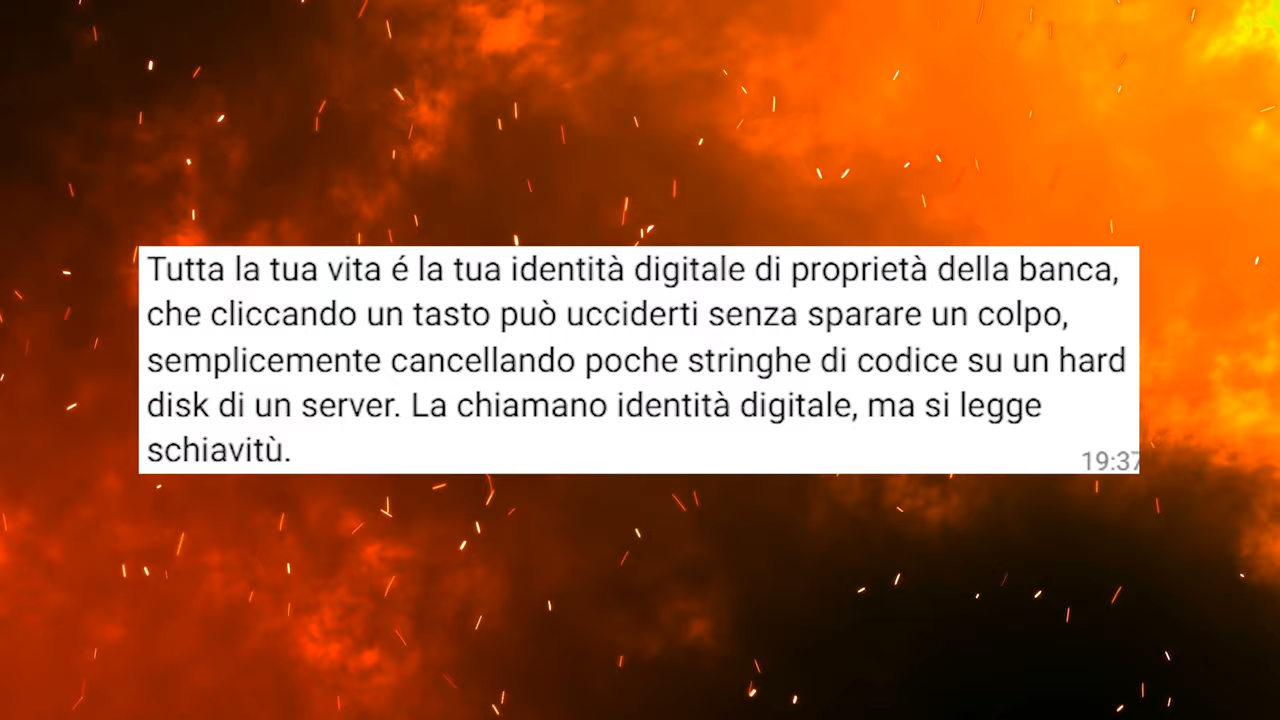 Tutta la tua vita é la tua identità digitale di proprietà della banca,
che cliccando un tasto può ucciderti senza sparare un colpo,
semplicemente cancellando poche stringhe di codice su un hard
disk di un server. La chiamano identità digitale, ma si legge
schiavitù.
19:37